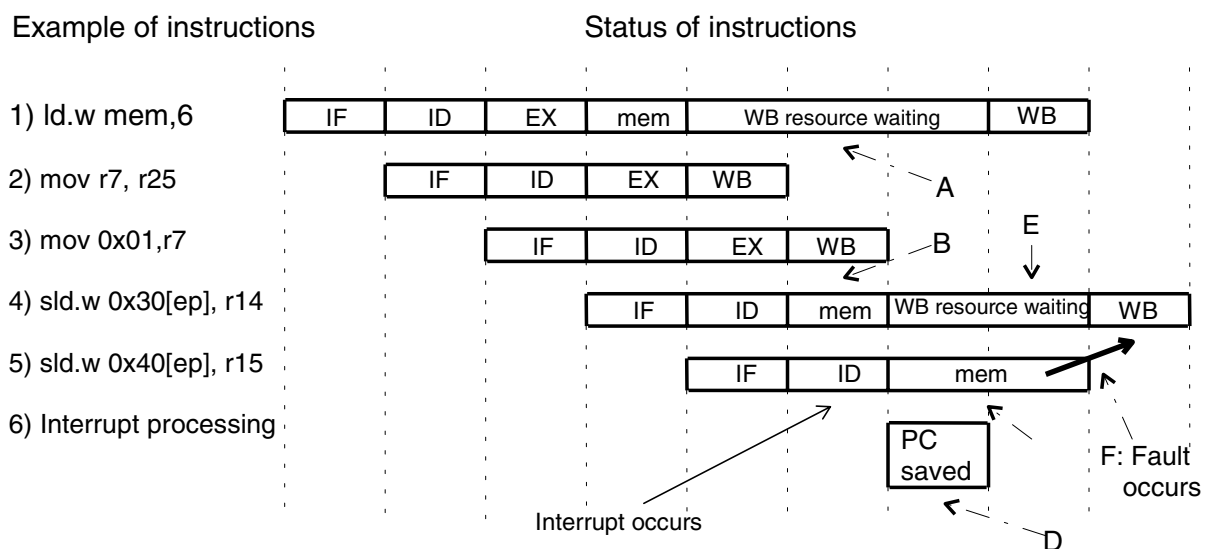 Example of instructions Status of instructions
1) ld.w mem,6 IF ID EX mem WB resource waiting WB
A
2) mov r7, r25 IF ID EX WB
E
3) mov 0x01,r7 IF ID EX WB B
4) sld.w 0x30[ep], r14 IF ID mem WB resource waiting WB
5) sld.w 0x40[ep], r15 IF ID mem
6) Interrupt processing PC
saved
F: Fault
occurs
Interrupt occurs
D